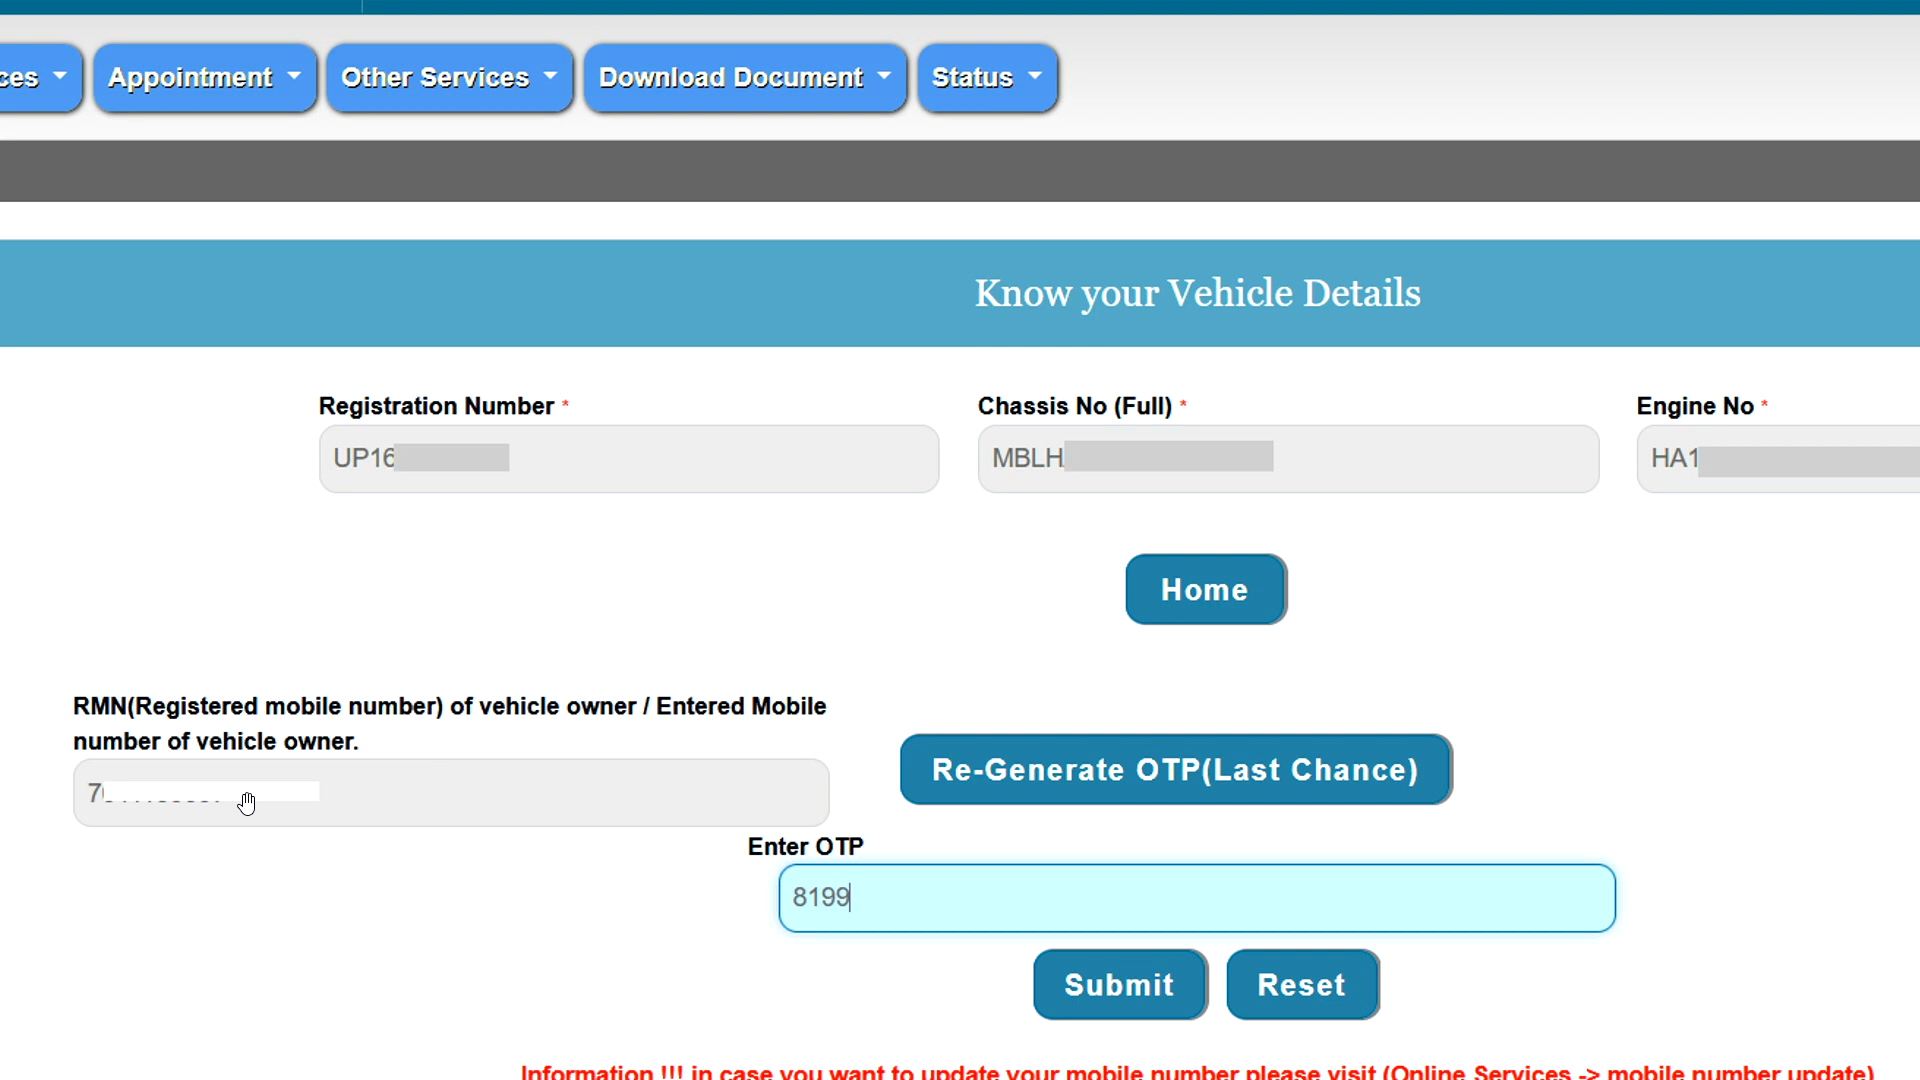 ces
Appointment
Other Services
Download Document
Status
Know your Vehicle Details
Registration Number *
Chassis No (Full) *
Engine No *
UP16
MBLH
HA1
Home
RMN(Registered mobile number) of vehicle owner / Entered Mobile
number of vehicle owner.
Re-Generate OTP(Last Chance)
Enter OTP
8199
Submit
Reset
Information !!! in case you want to update your mobile number please visit (Online Services -> mobile number update)